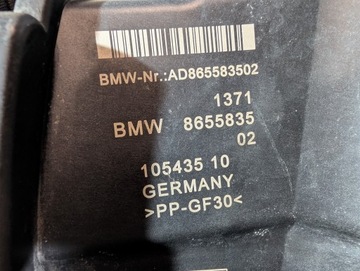 BMW-Nr.:AD865583502
1371
BMW 8655835
02
105435 10
GERMANY
>PP-GF30<